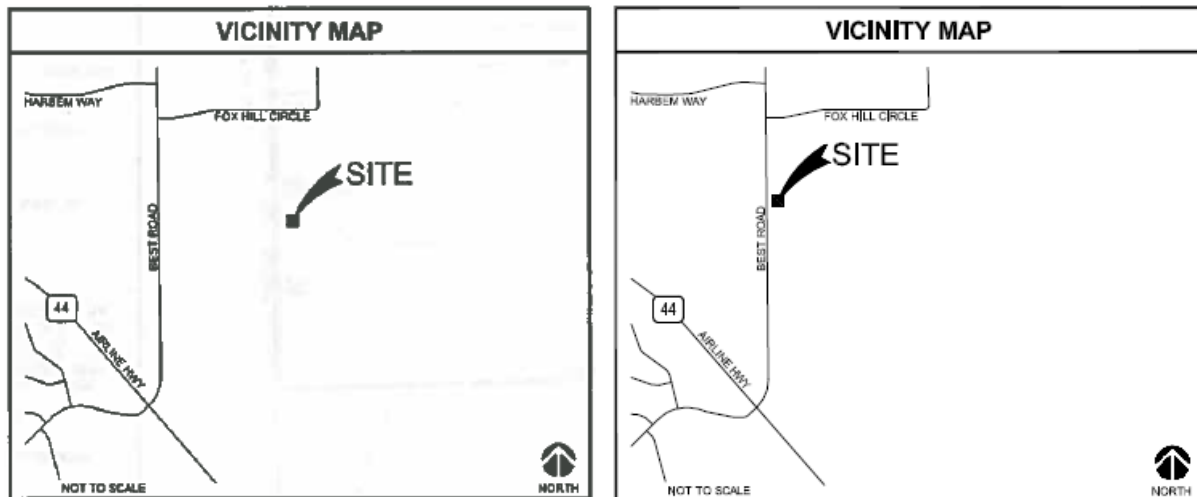 VICINITY MAP
HARBEM WAY
FOX HILL CIRCLE
SITE
BEST ROAD
44
AIRLINE HWY
NOT TO SCALE
NORTH
VICINITY MAP
HARBEM WAY
FOX HILL CIRCLE
SITE
BEST ROAD
44
AIRLINE HWY
NOT TO SCALE
NORTH